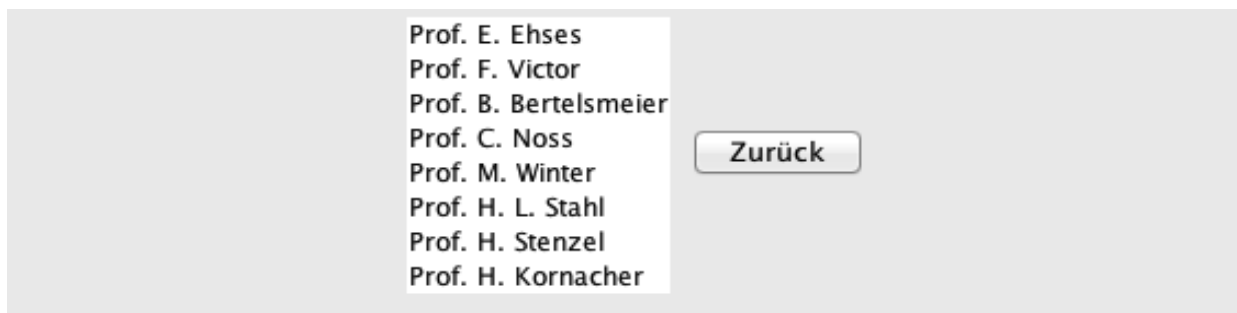 Prof. E. Ehses
Prof. F. Victor
Prof. B. Bertelsmeier
Prof. C. Noss
Prof. M. Winter
Prof. H. L. Stahl
Prof. H. Stenzel
Prof. H. Kornacher
Zurück